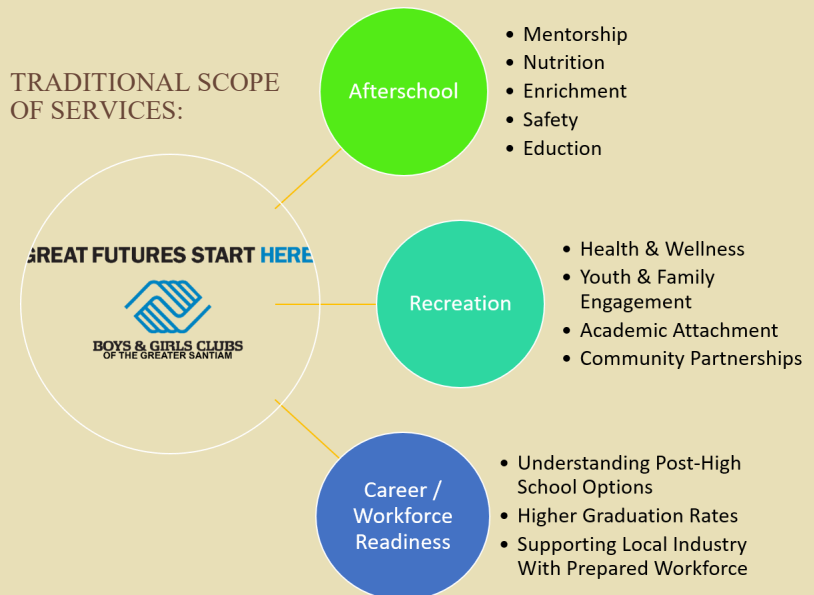 TRADITIONAL SCOPE
OF SERVICES:
GREAT FUTURES START HERE
BOYS & GIRLS CLUBS
OF THE GREATER SANTIAM
Afterschool
• Mentorship
• Nutrition
• Enrichment
• Safety
• Eduction
Recreation
• Health & Wellness
• Youth & Family
Engagement
• Academic Attachment
• Community Partnerships
Career /
Workforce
Readiness
• Understanding Post-High
School Options
• Higher Graduation Rates
• Supporting Local Industry
With Prepared Workforce